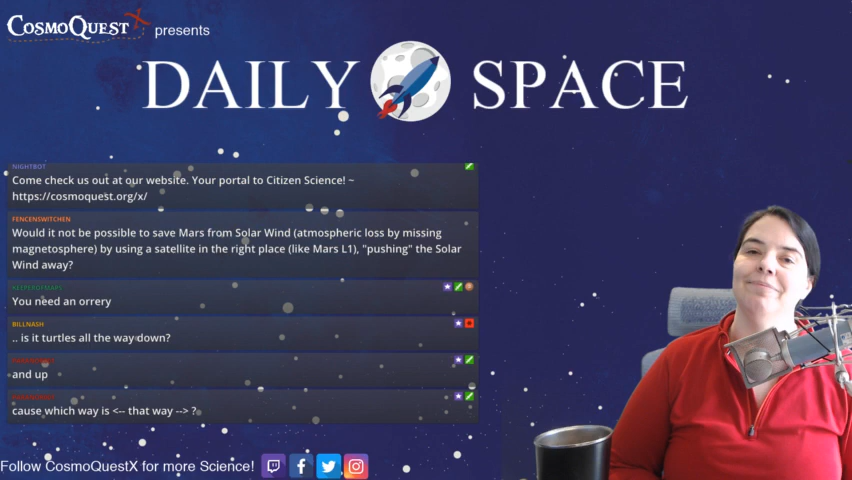 CosmoQuest X presents
DAILY SPACE
NIGHTBOT
Come check us out at our website. Your portal to Citizen Science! ~
https://cosmoquest.org/x/
FENCENSWITCHEN
Would it not be possible to save Mars from Solar Wind (atmospheric loss by missing
magnetosphere) by using a satellite in the right place (like Mars L1), "pushing" the Solar
Wind away?
You need an orrery
BILLNASH
.. is it turtles all the way down?
and up
cause which way is <-- that way --> ?
Follow CosmoQuestX for more Science!